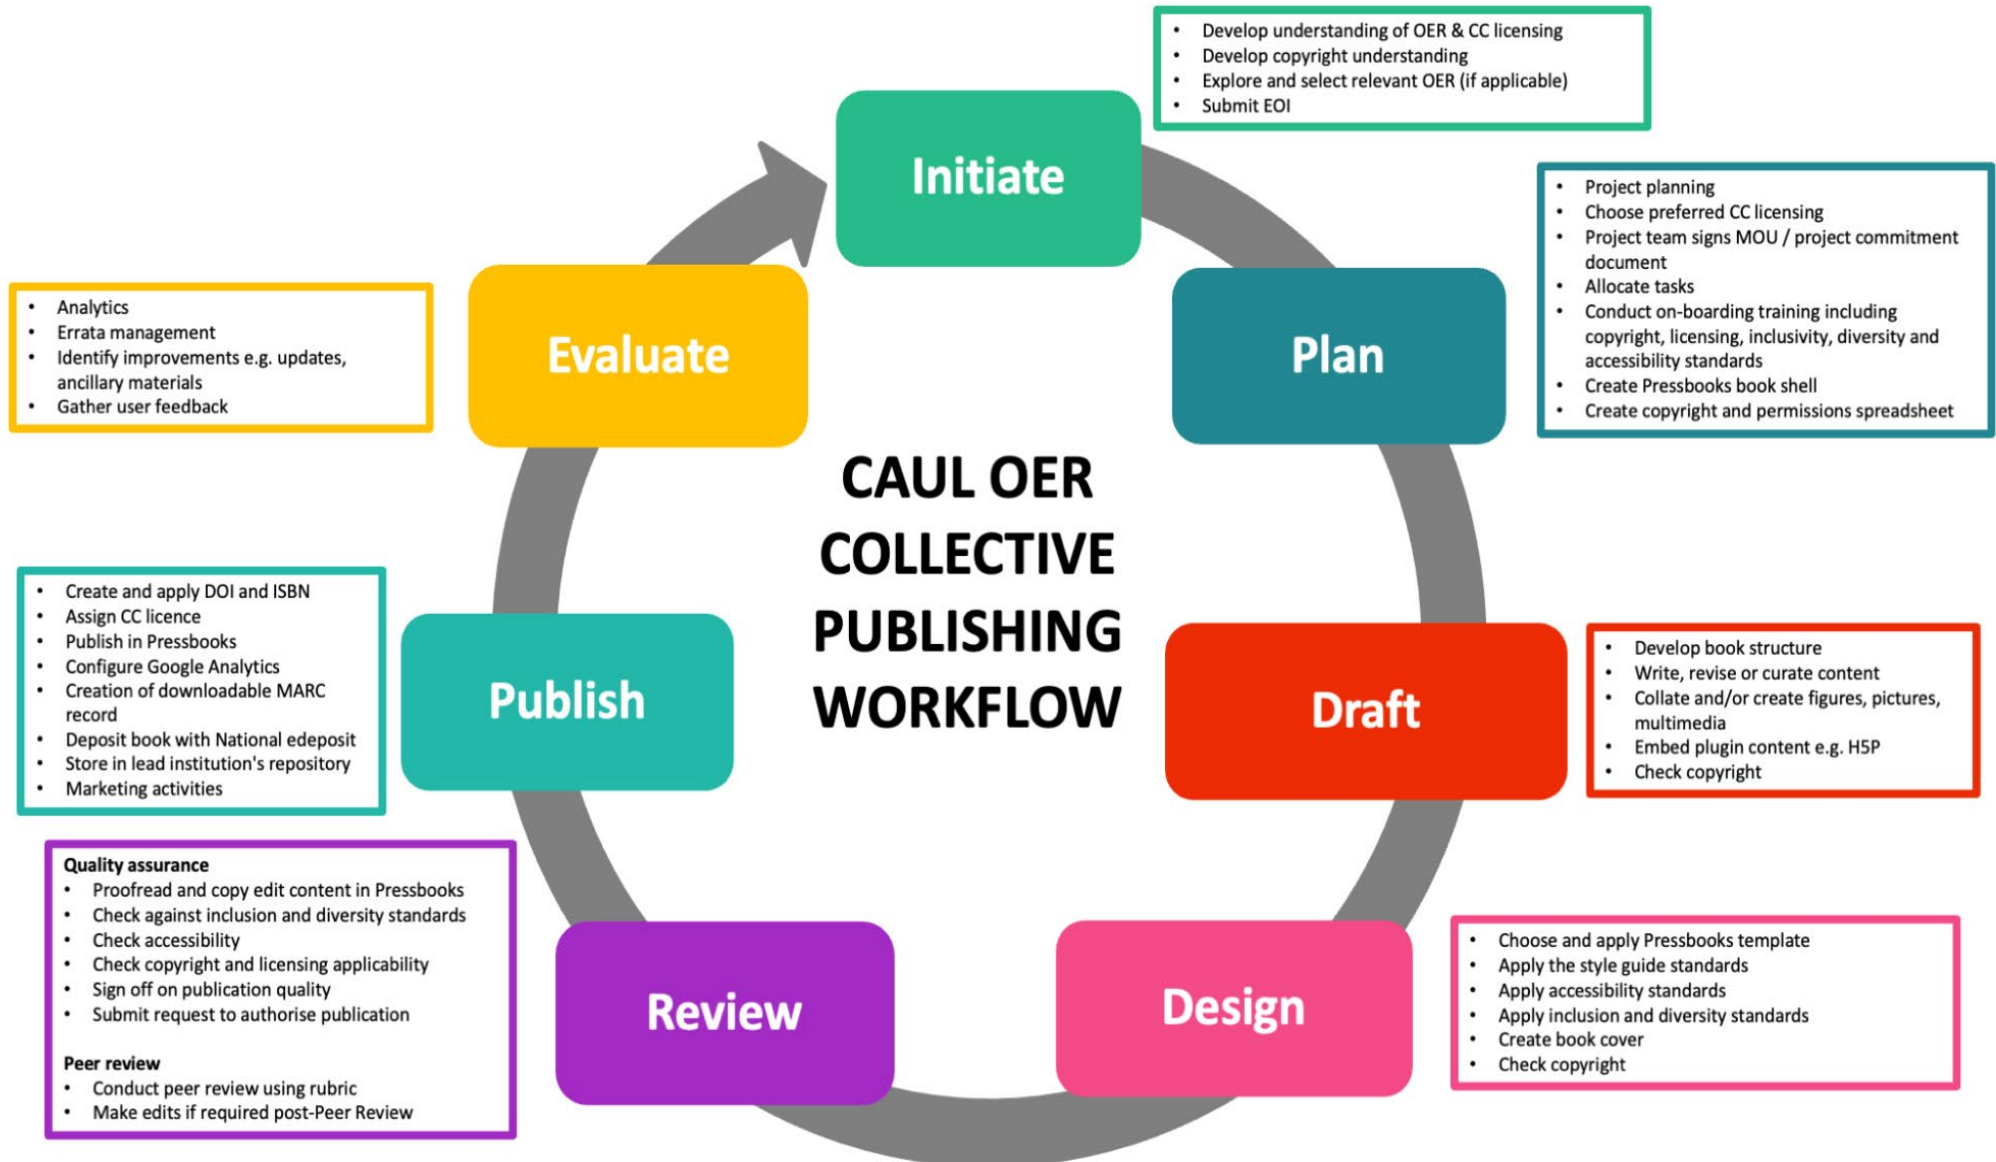 Initiate
• Develop understanding of OER & CC licensing
• Develop copyright understanding
• Explore and select relevant OER (if applicable)
• Submit EOI
Plan
• Project planning
• Choose preferred CC licensing
• Project team signs MOU / project commitment
document
• Allocate tasks
• Conduct on-boarding training including
copyright, licensing, inclusivity, diversity and
accessibility standards
• Create Pressbooks book shell
• Create copyright and permissions spreadsheet
Draft
• Develop book structure
• Write, revise or curate content
• Collate and/or create figures, pictures,
multimedia
• Embed plugin content e.g. H5P
• Check copyright
Design
• Choose and apply Pressbooks template
• Apply the style guide standards
• Apply accessibility standards
• Apply inclusion and diversity standards
• Create book cover
• Check copyright
Review
Quality assurance
• Proofread and copy edit content in Pressbooks
• Check against inclusion and diversity standards
• Check accessibility
• Check copyright and licensing applicability
• Sign off on publication quality
• Submit request to authorise publication
Peer review
• Conduct peer review using rubric
• Make edits if required post-Peer Review
Publish
• Create and apply DOI and ISBN
• Assign CC licence
• Publish in Pressbooks
• Configure Google Analytics
• Creation of downloadable MARC
record
• Deposit book with National edeposit
• Store in lead institution's repository
• Marketing activities
Evaluate
• Analytics
• Errata management
• Identify improvements e.g. updates,
ancillary materials
• Gather user feedback
CAUL OER
COLLECTIVE
PUBLISHING
WORKFLOW